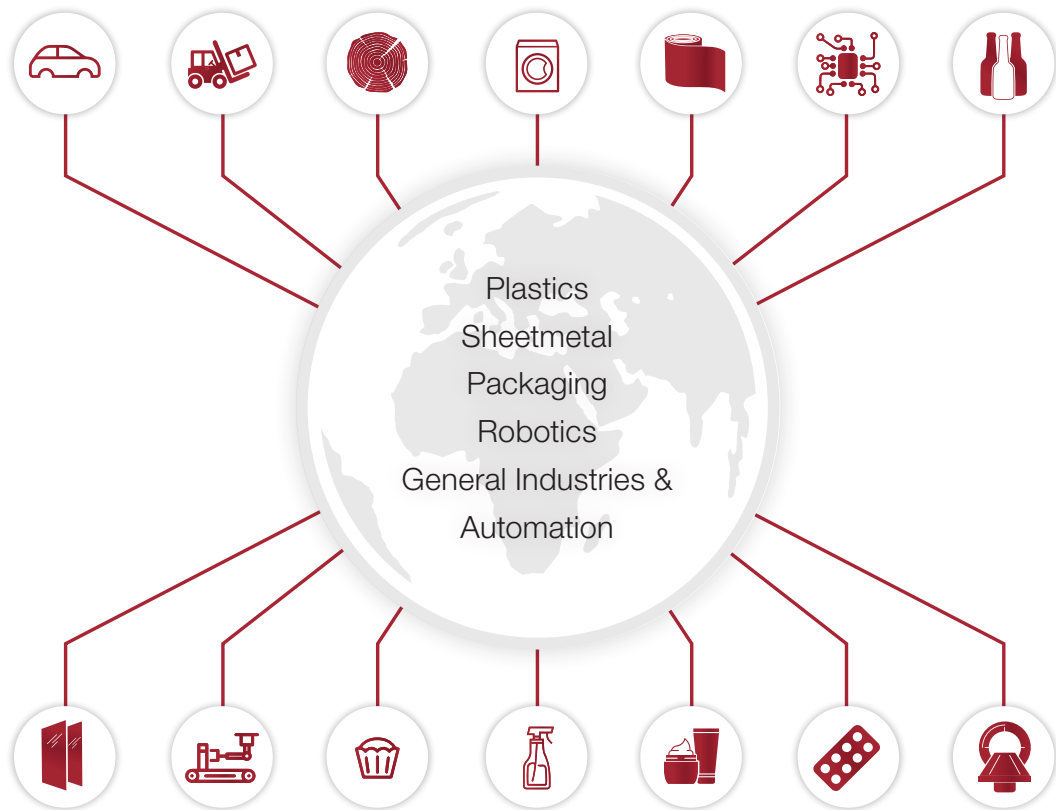 Plastics
Sheetmetal
Packaging
Robotics
General Industries &
Automation